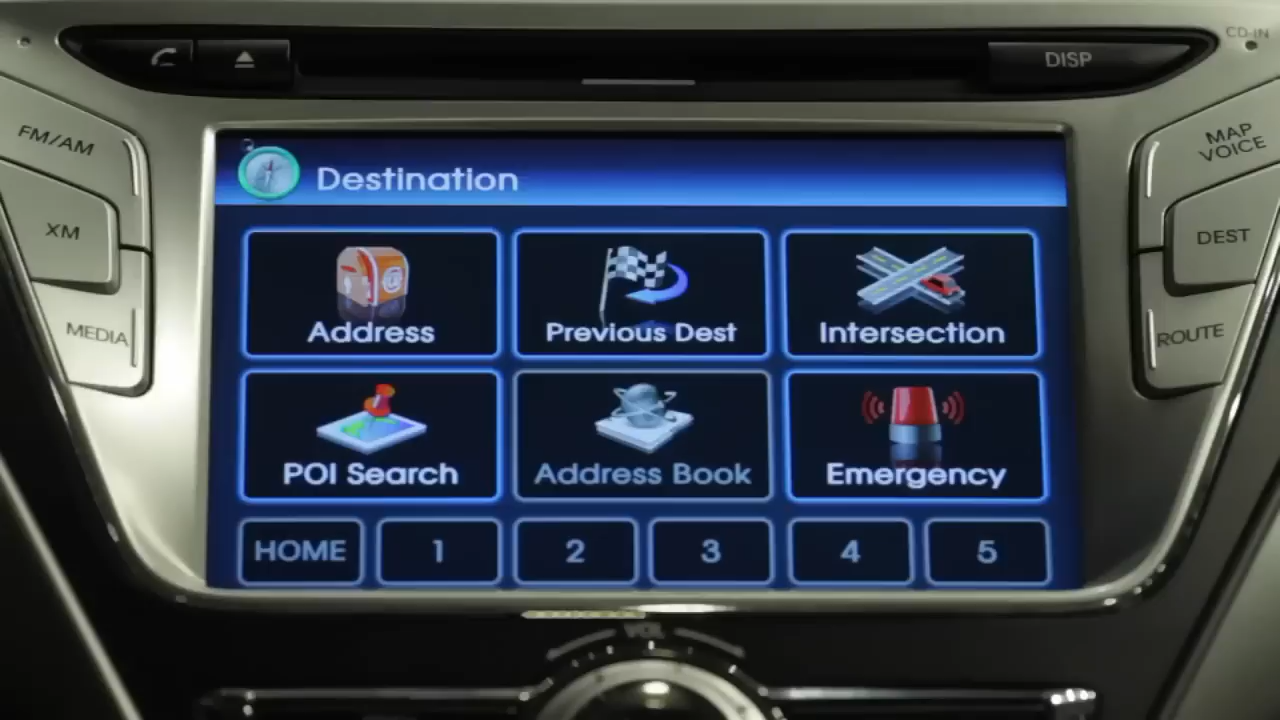 CD-IN
DISP
FM/AM
MAP
VOICE
XM
DEST
MEDIA
ROUTE
Destination
Address
Previous Dest
Intersection
POI Search
Address Book
Emergency
HOME
1
2
3
4
5
VOL